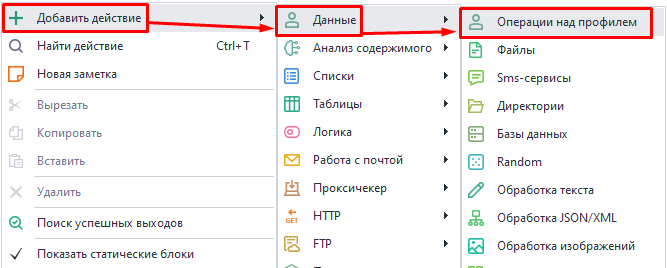 Добавить действие
Найти действие Ctrl+T
Новая заметка
Вырезать
Копировать
Вставить
Удалить
Поиск успешных выходов
Показать статические блоки
Данные
Анализ содержимого
Списки
Таблицы
Логика
Работа с почтой
Проксичекер
HTTP
GET
FTP
Операции над профилем
Файлы
Sms-сервисы
Директории
Базы данных
Random
Обработка текста
Обработка JSON/XML
Обработка изображений